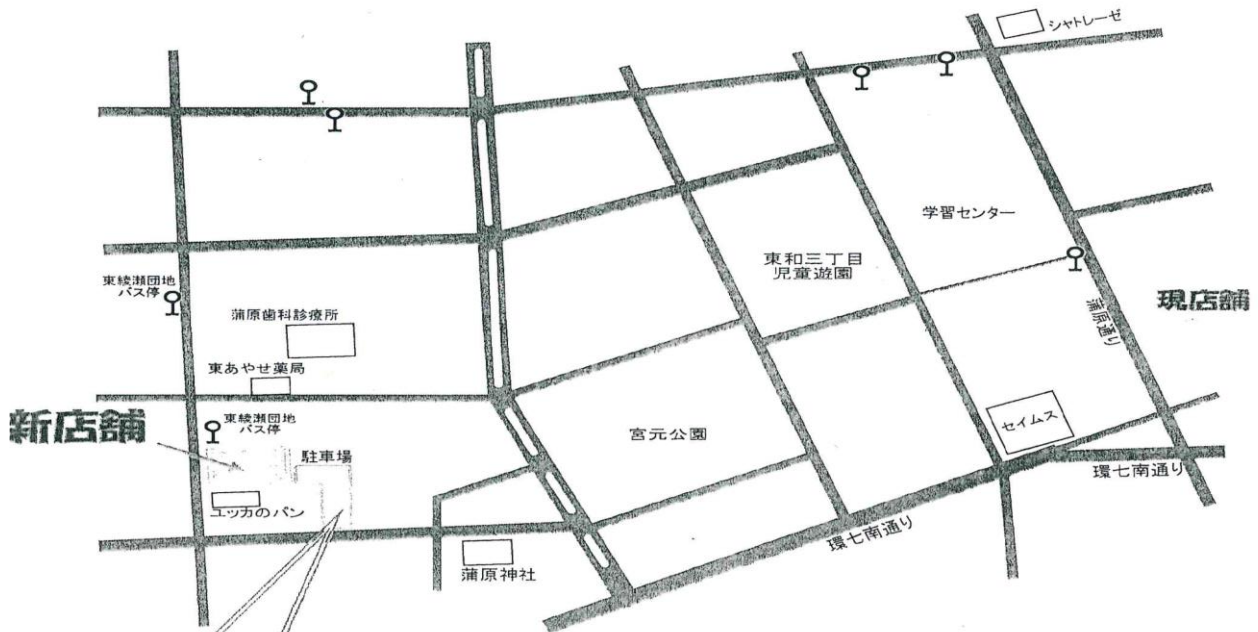 シャトレーゼ
学習センター
東和三丁目
児童遊園
東綾瀬団地
バス停
現店舗
蒲原通り
蒲原歯科診療所
東あやせ薬局
新店舗
東綾瀬団地
バス停
駐車場
宮元公園
セイムス
環七南通り
ユッカのパン
環七南通り
蒲原神社